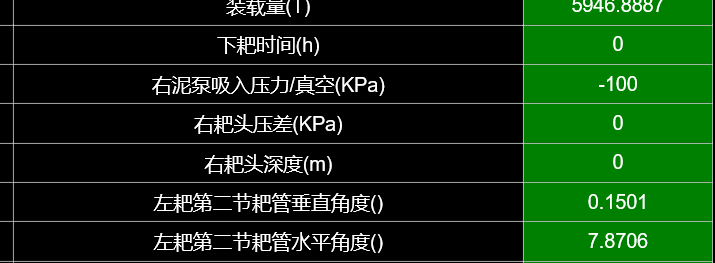 装载量(T) 5946.8887
下耙时间(h) 0
右泥泵吸入压力/真空(KPa) -100
右耙头压差(KPa) 0
右耙头深度(m) 0
左耙第二节耙管垂直角度() 0.1501
左耙第二节耙管水平角度() 7.8706